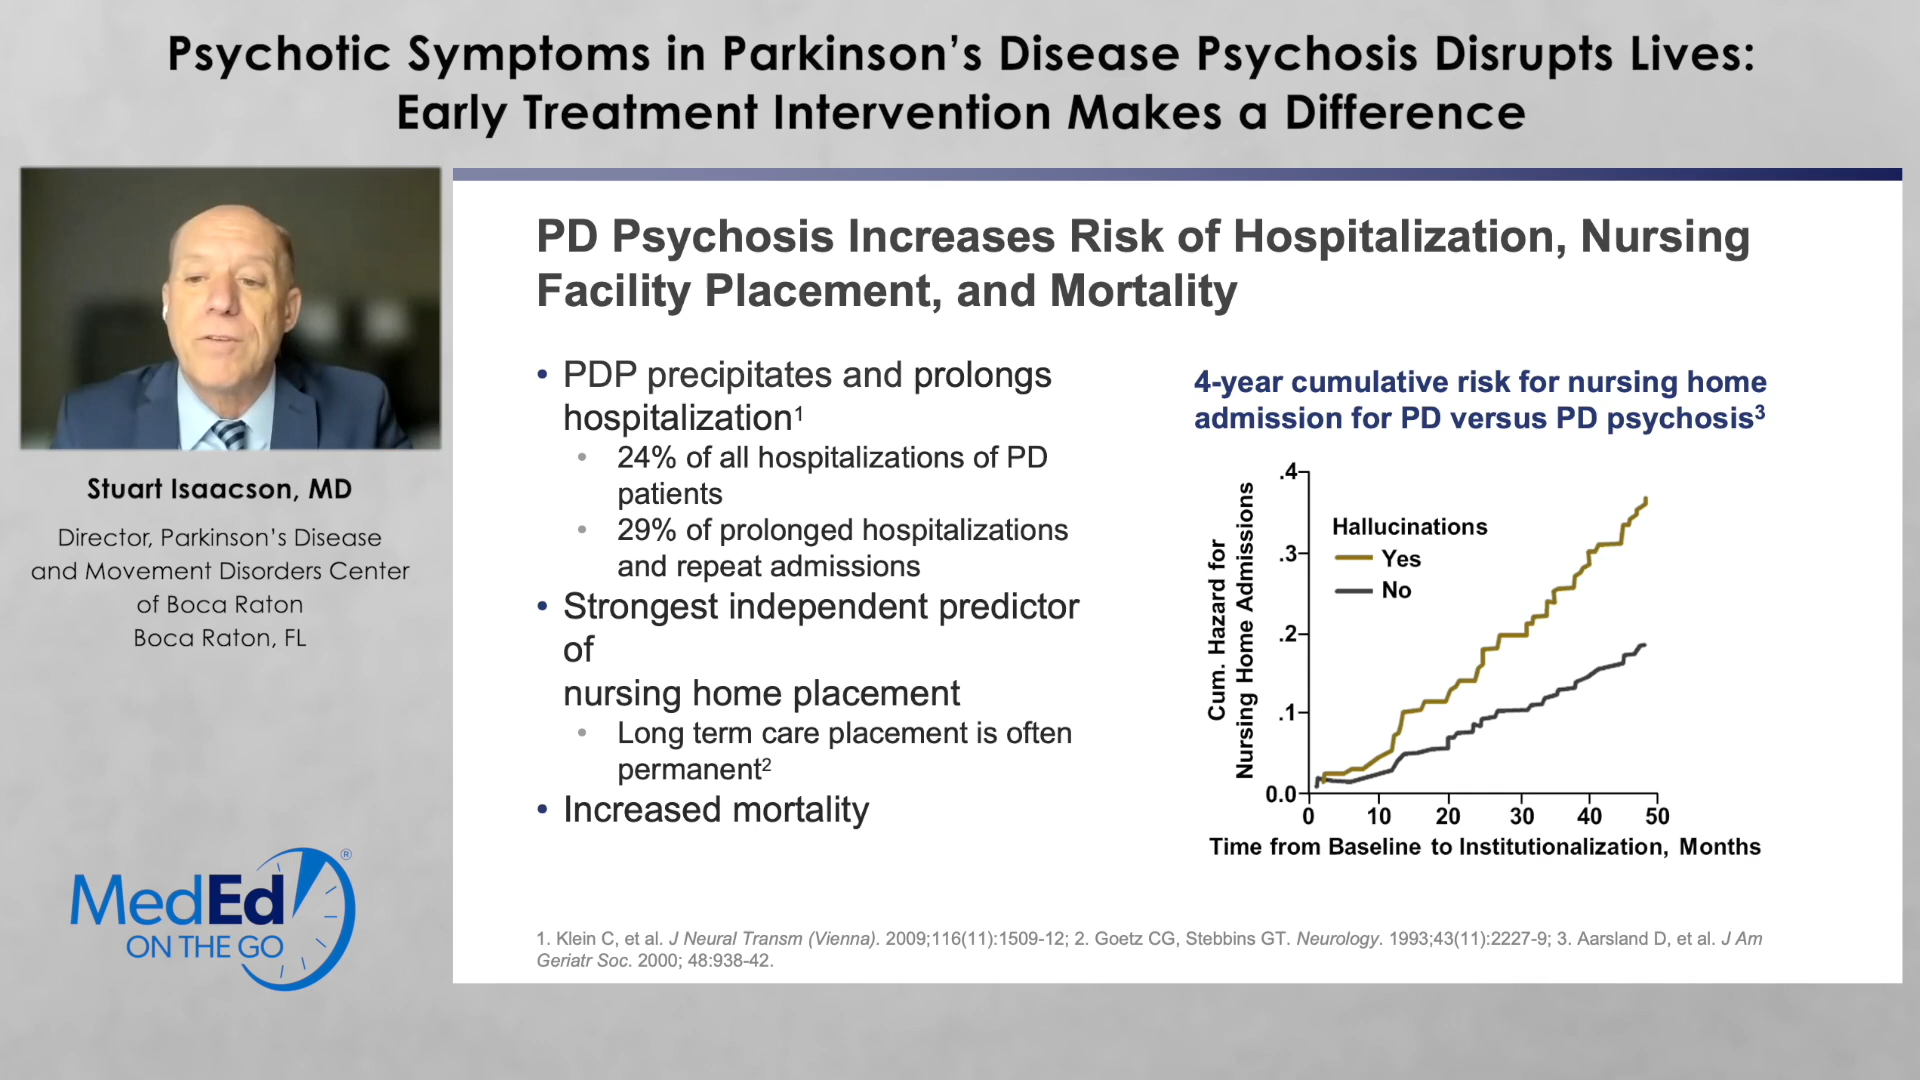 Psychotic Symptoms in Parkinson’s Disease Psychosis Disrupts Lives:
Early Treatment Intervention Makes a Difference
Stuart Isaacson, MD
Director, Parkinson’s Disease
and Movement Disorders Center
of Boca Raton
Boca Raton, FL
MedEd®
ON THE GO
PD Psychosis Increases Risk of Hospitalization, Nursing
Facility Placement, and Mortality
• PDP precipitates and prolongs
hospitalization¹
• 24% of all hospitalizations of PD
patients
• 29% of prolonged hospitalizations
and repeat admissions
• Strongest independent predictor
of
nursing home placement
• Long term care placement is often
permanent²
• Increased mortality
4-year cumulative risk for nursing home
admission for PD versus PD psychosis³
Cum. Hazard for
Nursing Home Admissions
.4
.3
.2
.1
0.0
Hallucinations
Yes
No
0 10 20 30 40 50
Time from Baseline to Institutionalization, Months
1. Klein C, et al. J Neural Transm (Vienna). 2009;116(11):1509-12; 2. Goetz CG, Stebbins GT. Neurology. 1993;43(11):2227-9; 3. Aarsland D, et al. J Am
Geriatr Soc. 2000; 48:938-42.